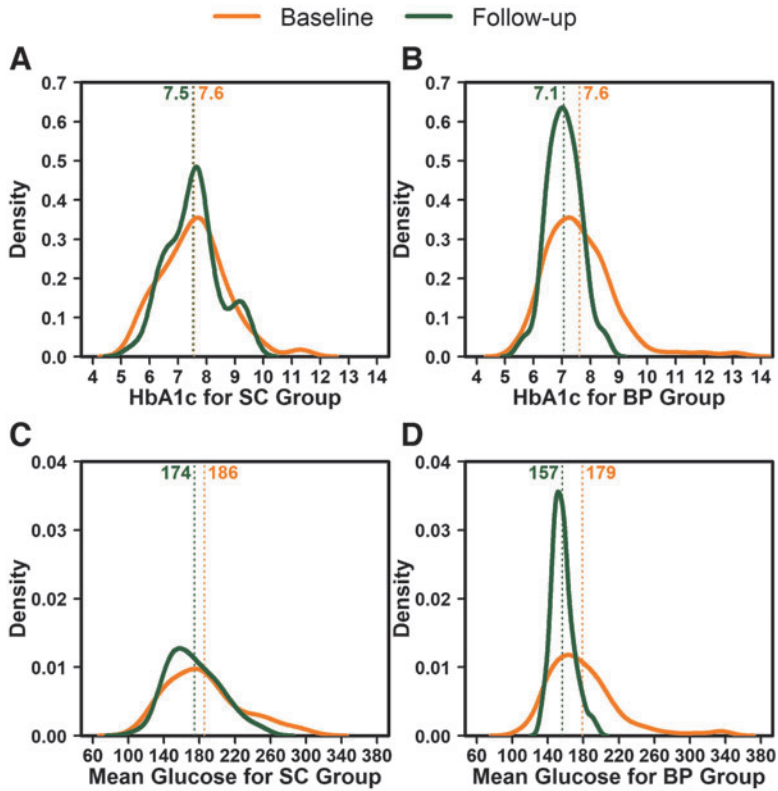 Baseline Follow-up
A
0.7
0.6
0.5
0.4
0.3
0.2
0.1
0.0
Density
7.5 7.6
4 5 6 7 8 9 10 11 12 13 14
HbA1c for SC Group
B
0.7
0.6
0.5
0.4
0.3
0.2
0.1
0.0
Density
7.1 7.6
4 5 6 7 8 9 10 11 12 13 14
HbA1c for BP Group
C
0.04
0.03
0.02
0.01
0.00
Density
174 186
60 100 140 180 220 260 300 340 380
Mean Glucose for SC Group
D
0.04
0.03
0.02
0.01
0.00
Density
157 179
60 100 140 180 220 260 300 340 380
Mean Glucose for BP Group